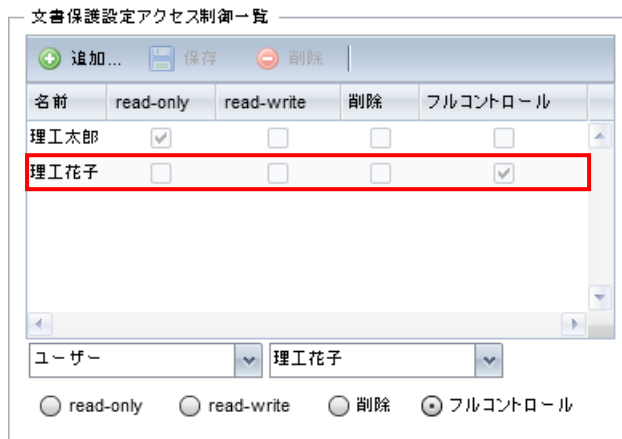 文書保護設定アクセス制御一覧
追加... 保存 削除
名前 read-only read-write 削除 フルコントロール
理工太郎
理工花子
ユーザー 理工花子
read-only read-write 削除 フルコントロール